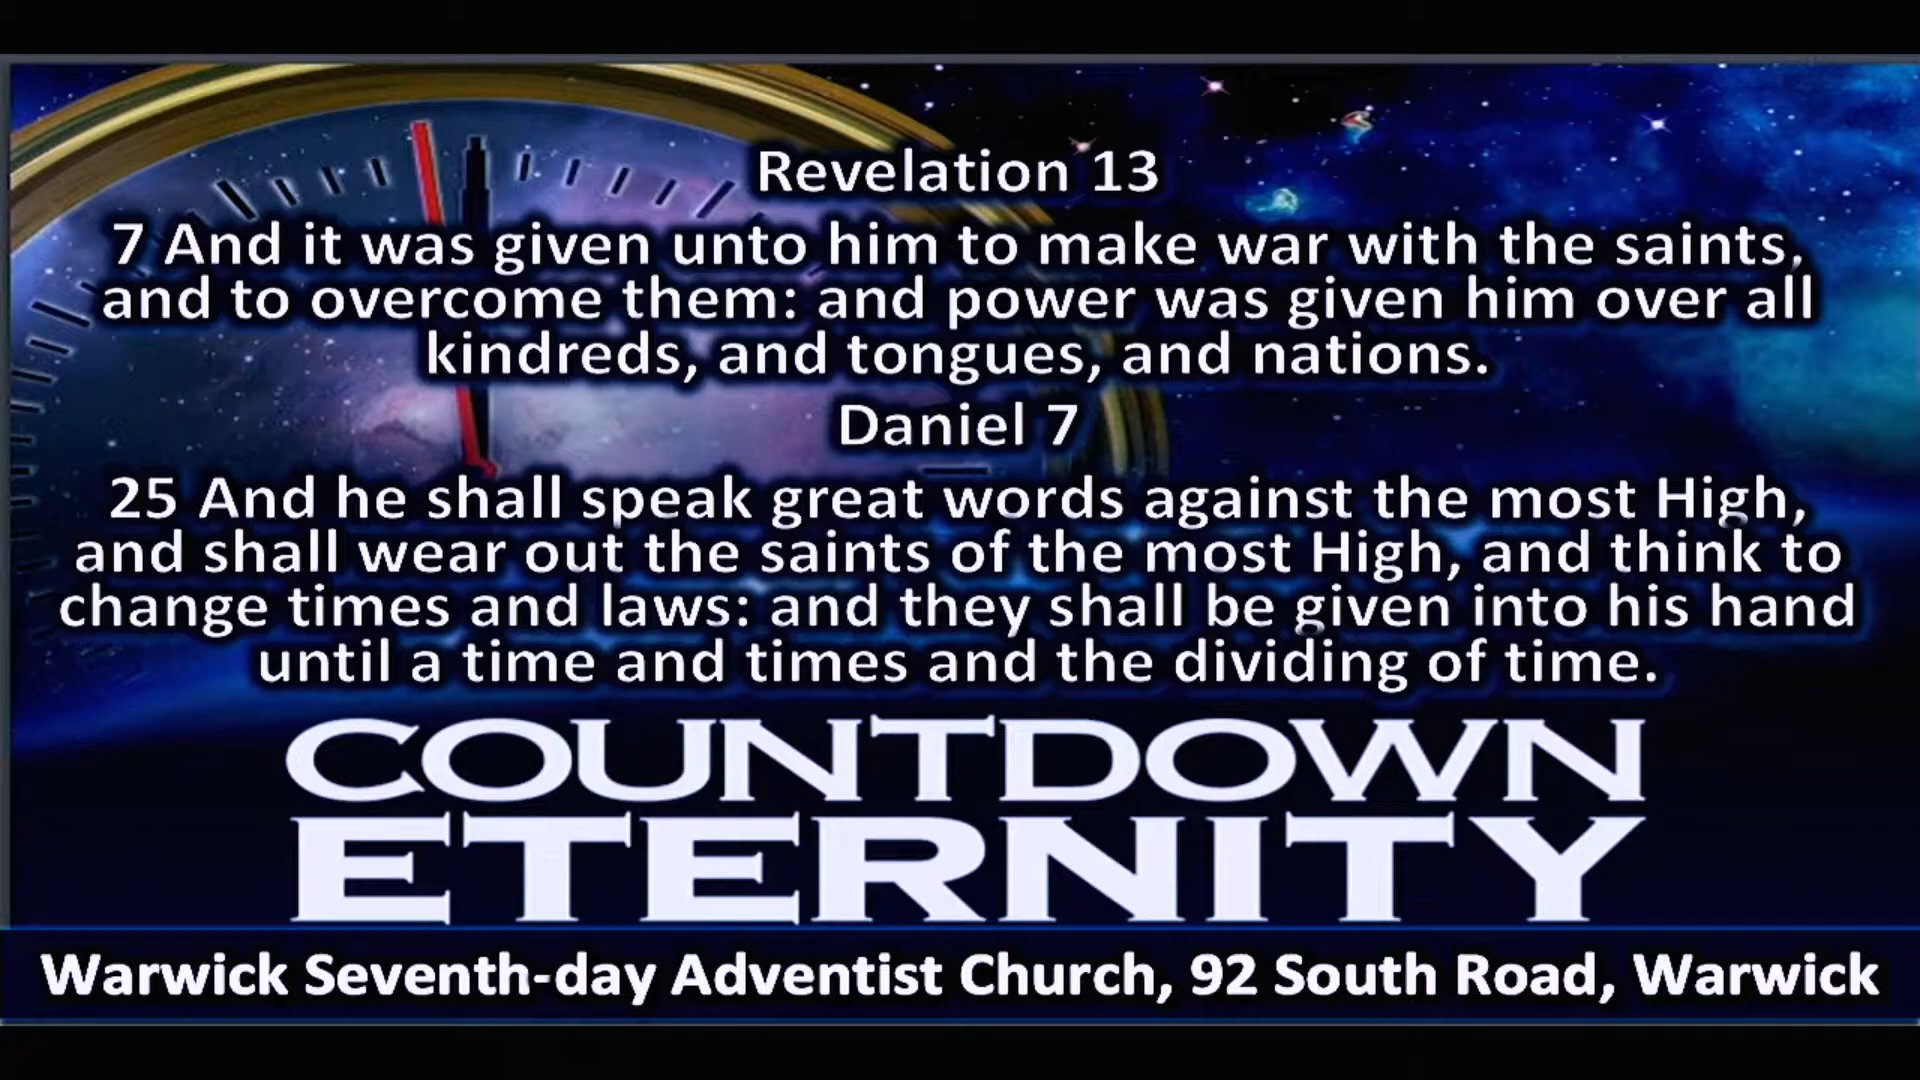 Revelation 13
7 And it was given unto him to make war with the saints,
and to overcome them: and power was given him over all
kindreds, and tongues, and nations.
Daniel 7
25 And he shall speak great words against the most High,
and shall wear out the saints of the most High, and think to
change times and laws: and they shall be given into his hand
until a time and times and the dividing of time.
COUNTDOWN
ETERNITY
Warwick Seventh-day Adventist Church, 92 South Road, Warwick